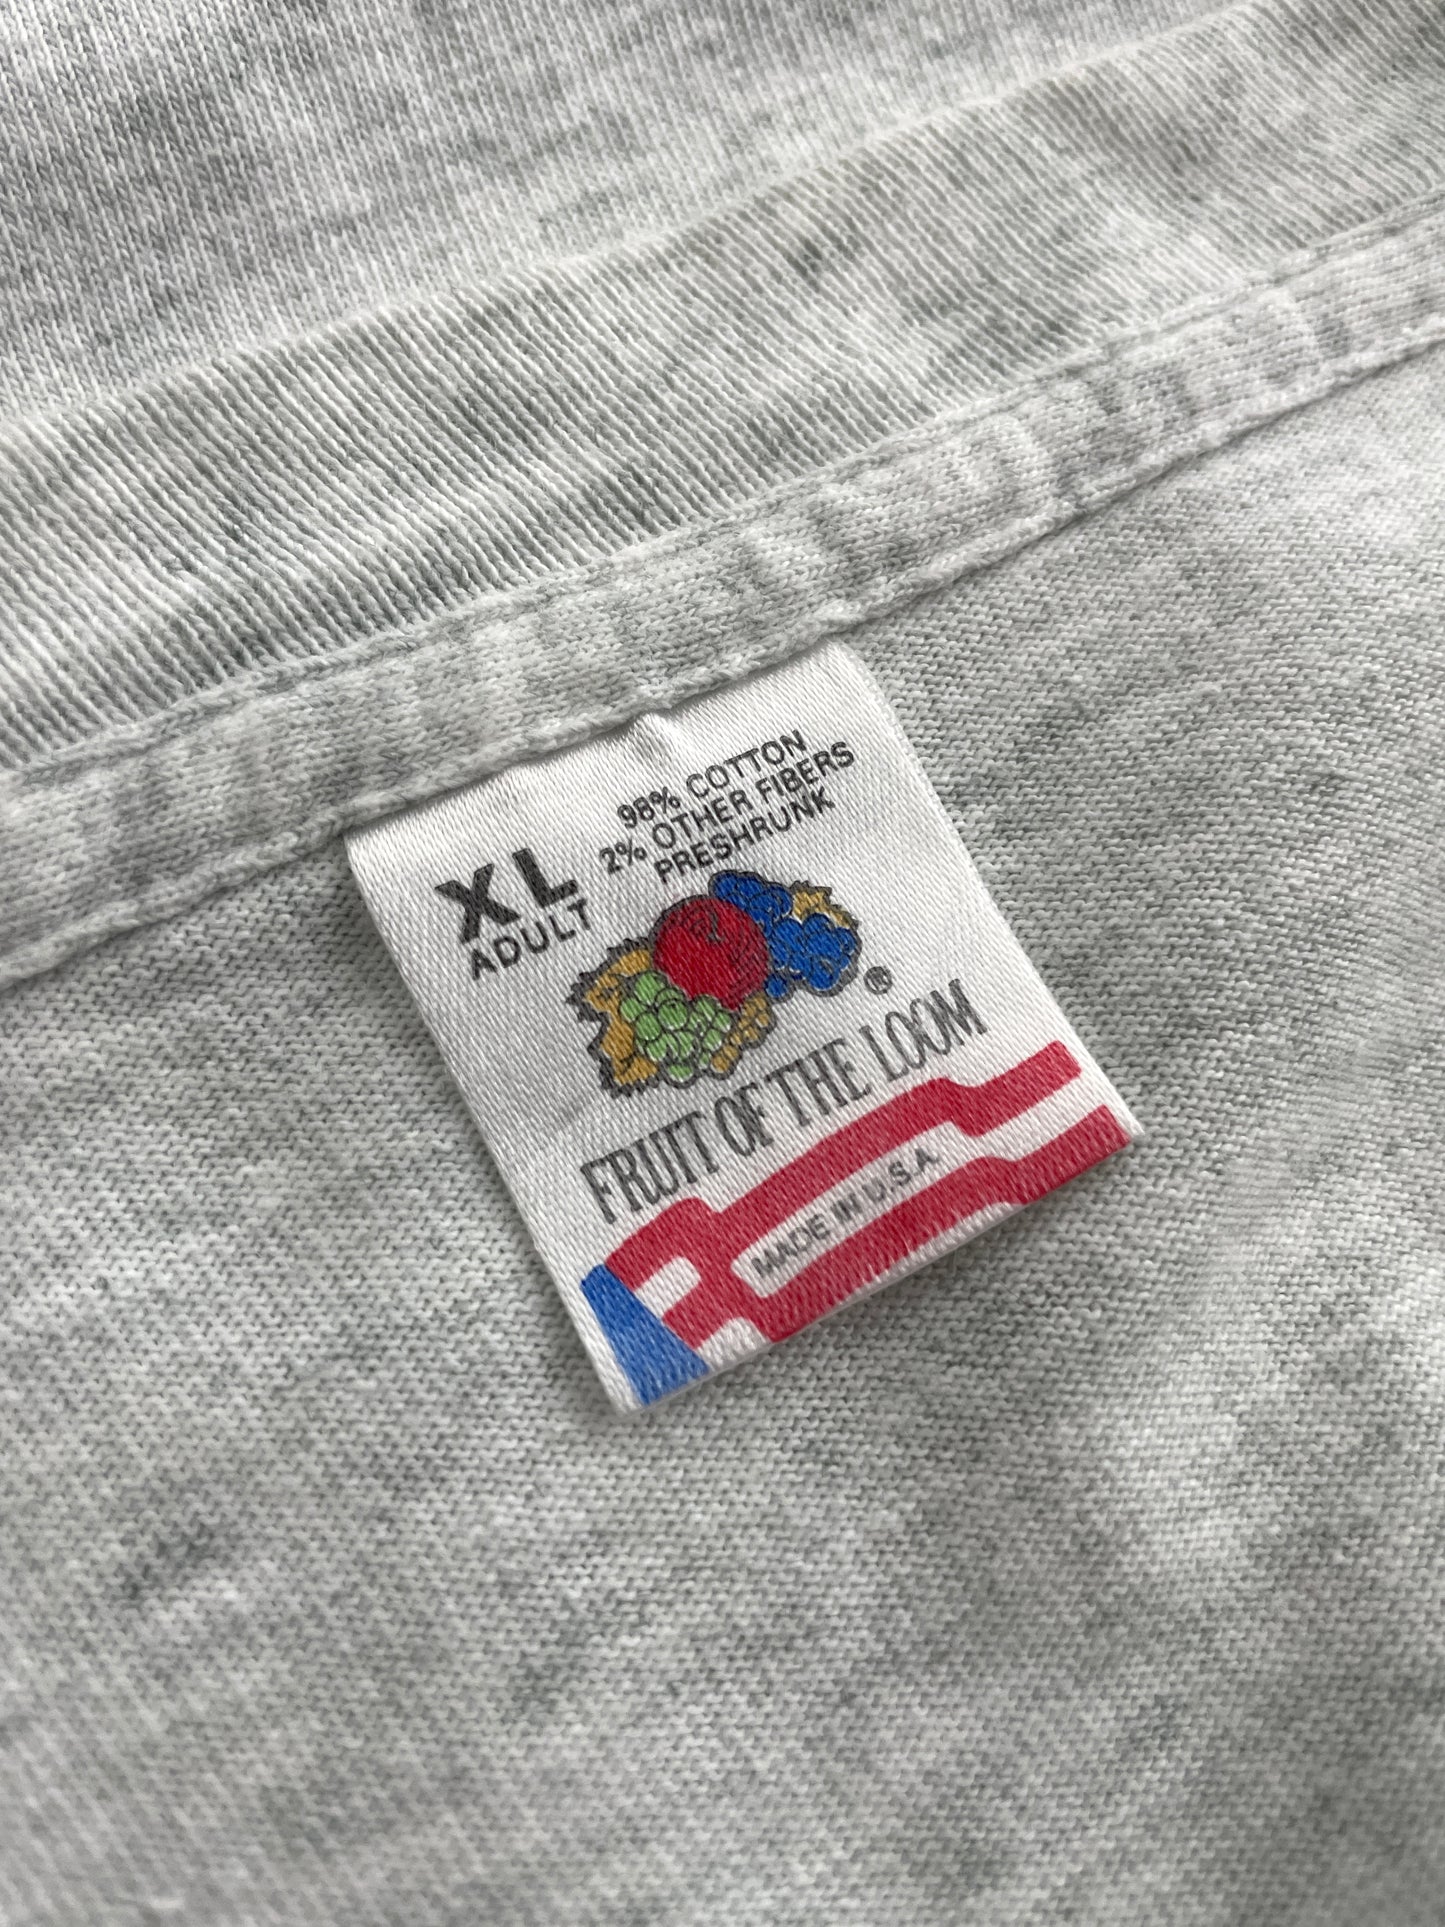 98% COTTON
2% OTHER FIBERS
PRESHRUNK
XL
ADULT
®
FRUIT OF THE LOOM
MADE IN U.S.A